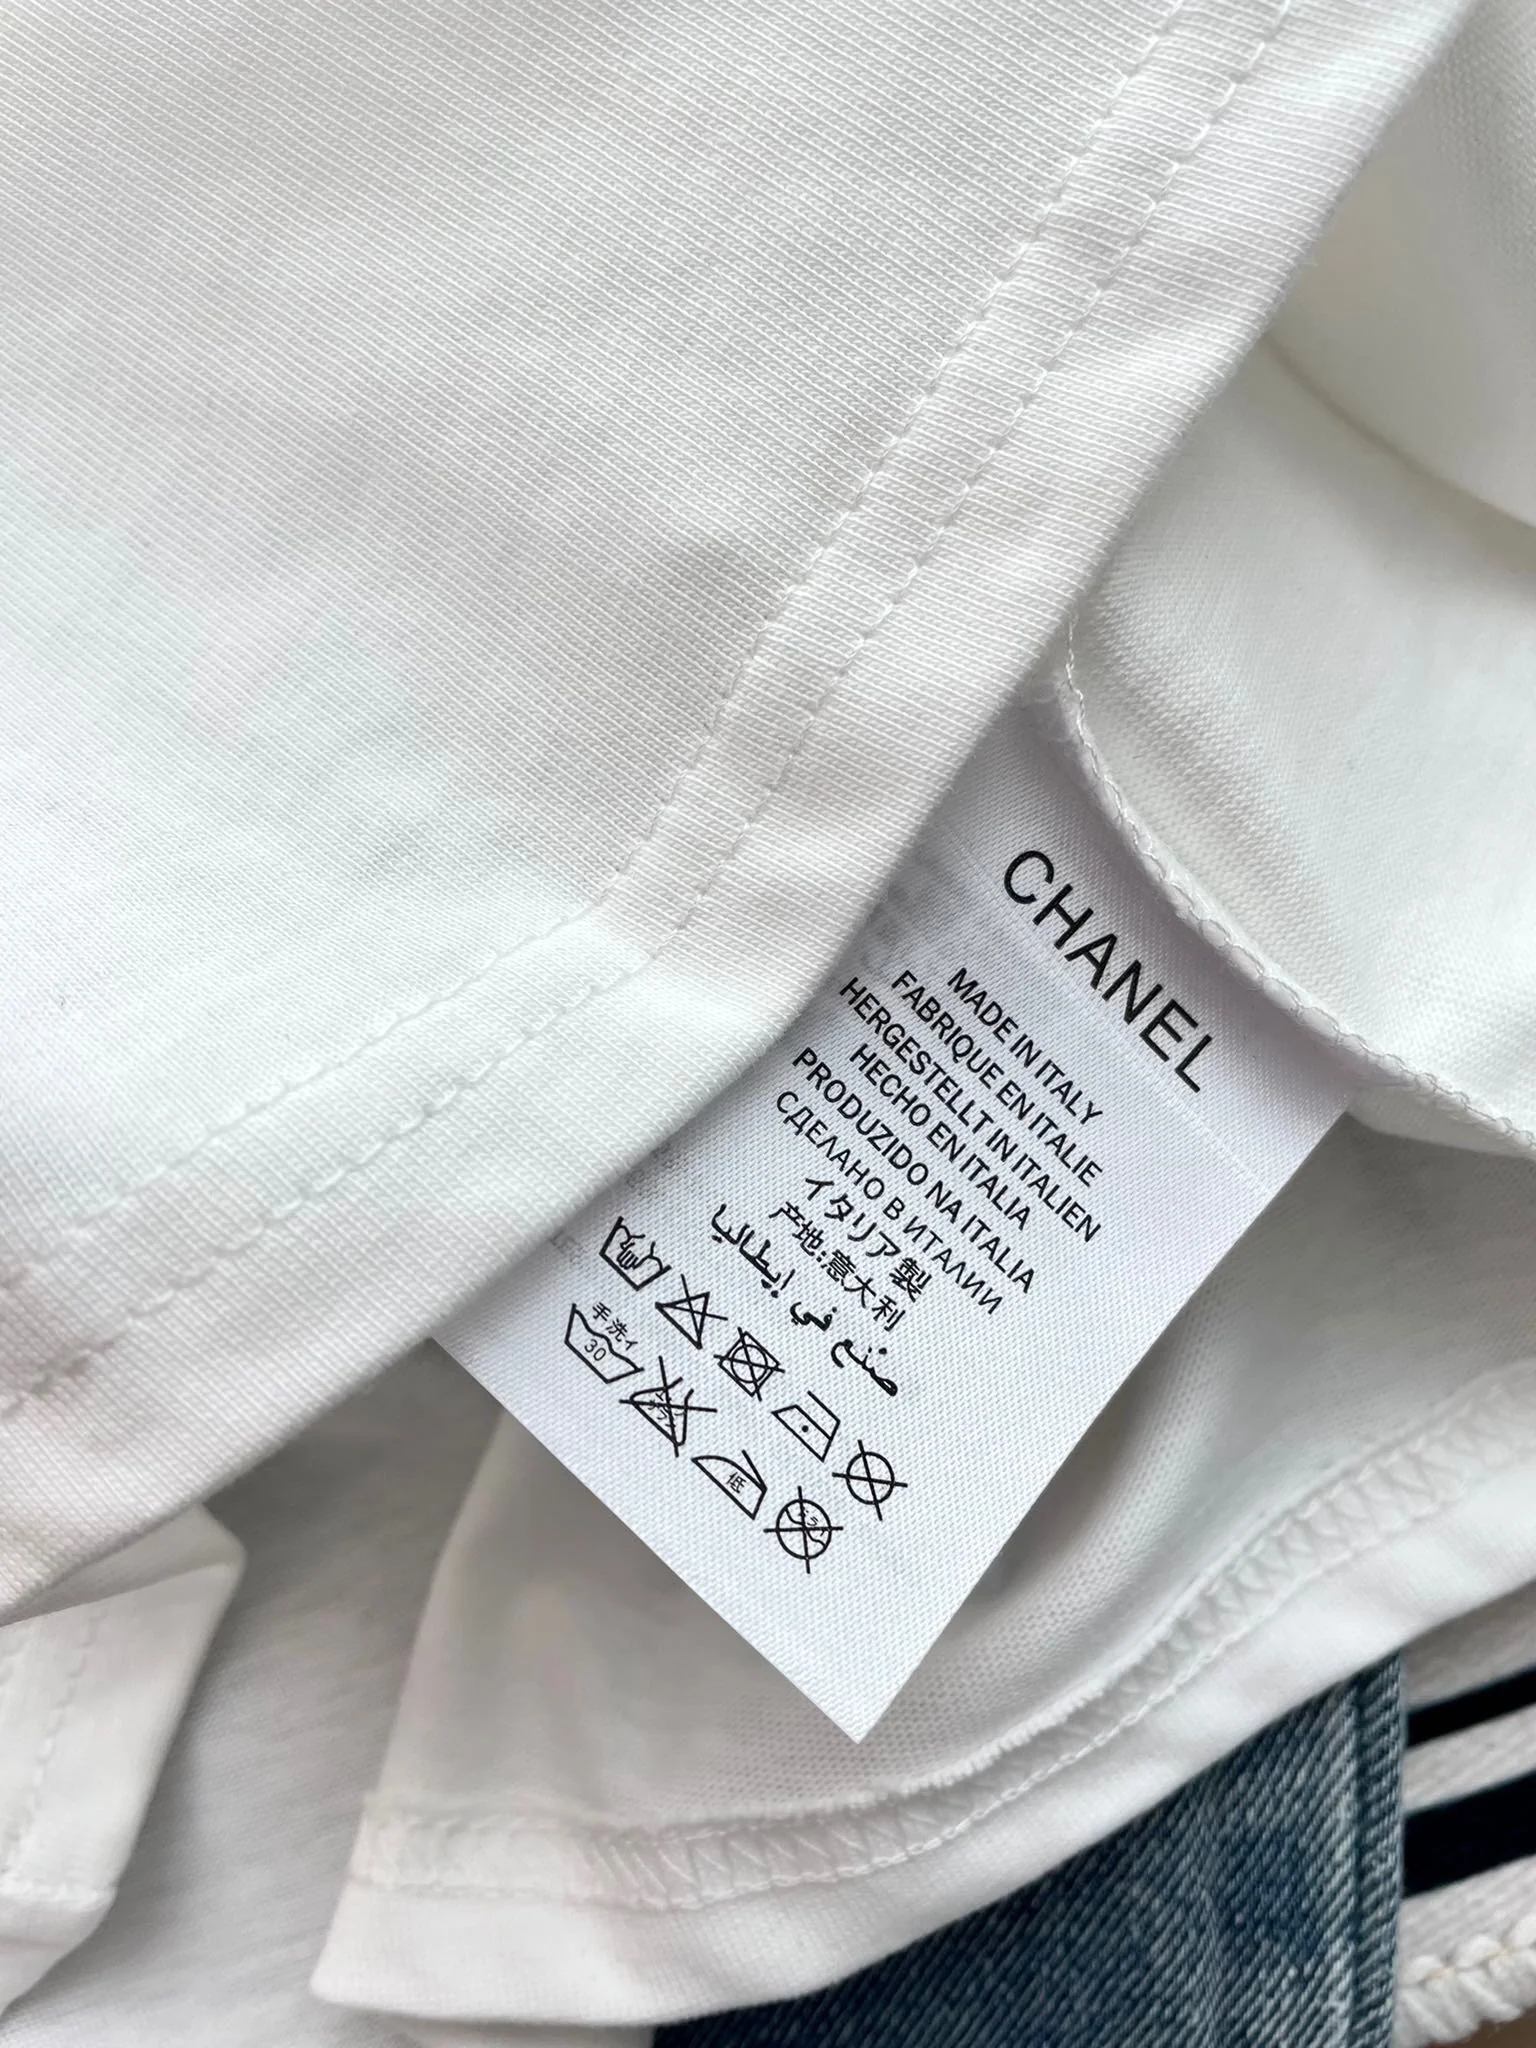 CHANEL
MADE IN ITALY
FABRIQUE EN ITALIE
HERGESTELLT IN ITALIEN
HECHO EN ITALIA
PRODUZIDO NA ITALIA
СДЕЛАНО В ИТАЛИИ
イタリア製
产地:意大利
صنع في إيطاليا
手洗イ
30
低